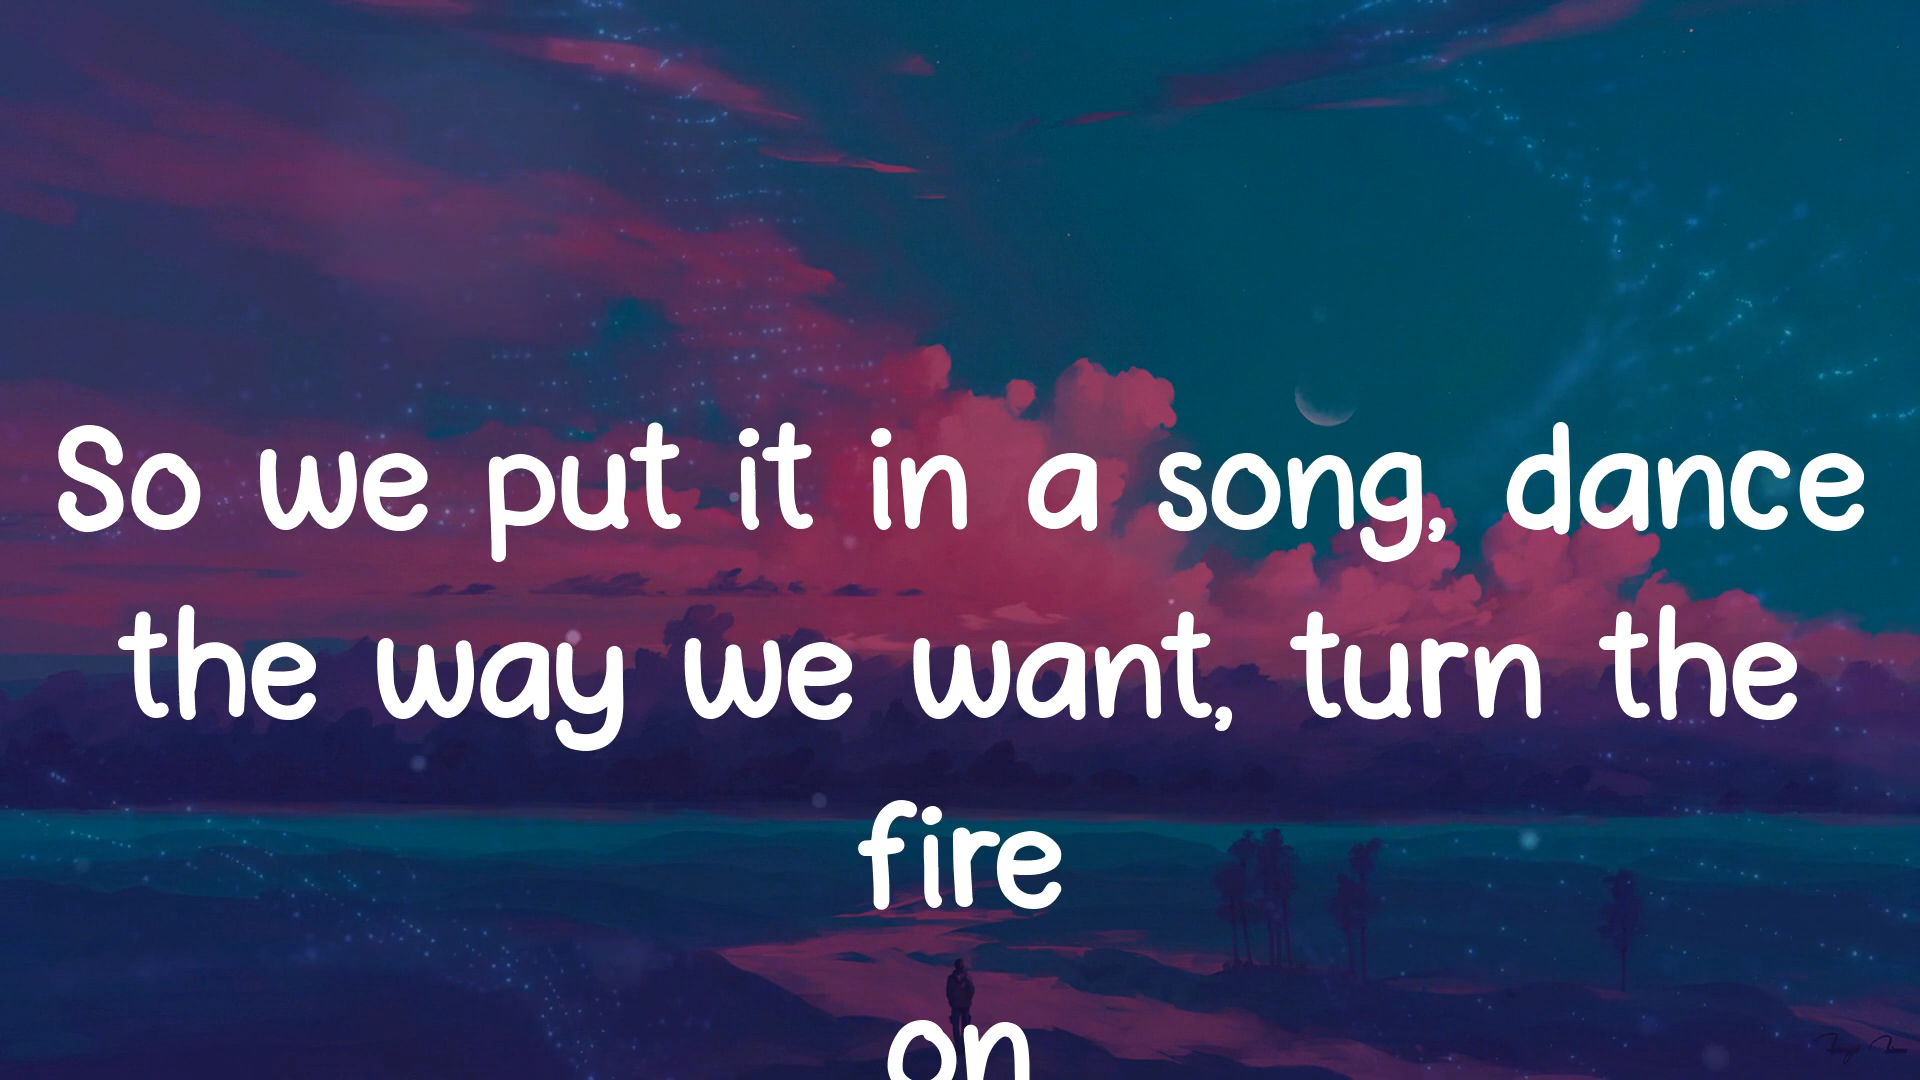 So we put it in a song, dance
the way we want, turn the
fire
on